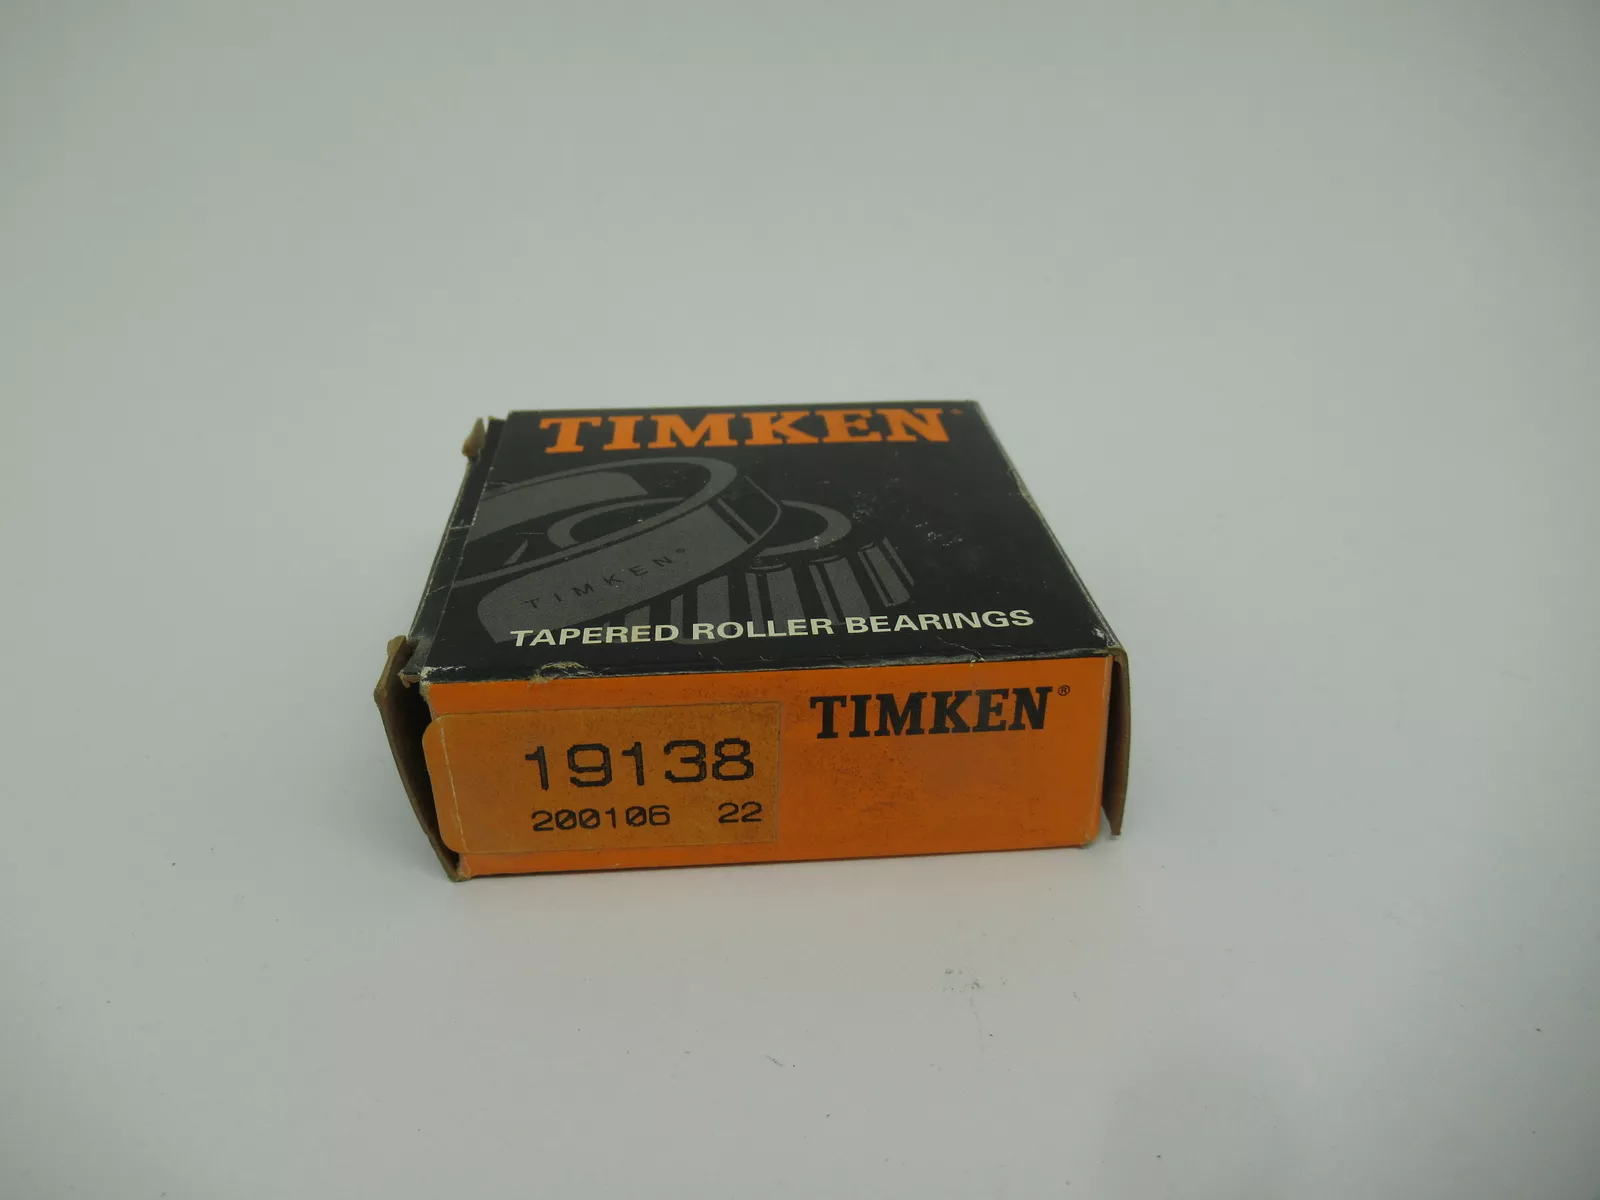 TIMKEN
TIMKEN®
TAPERED ROLLER BEARINGS
TIMKEN®
19138
200106 22